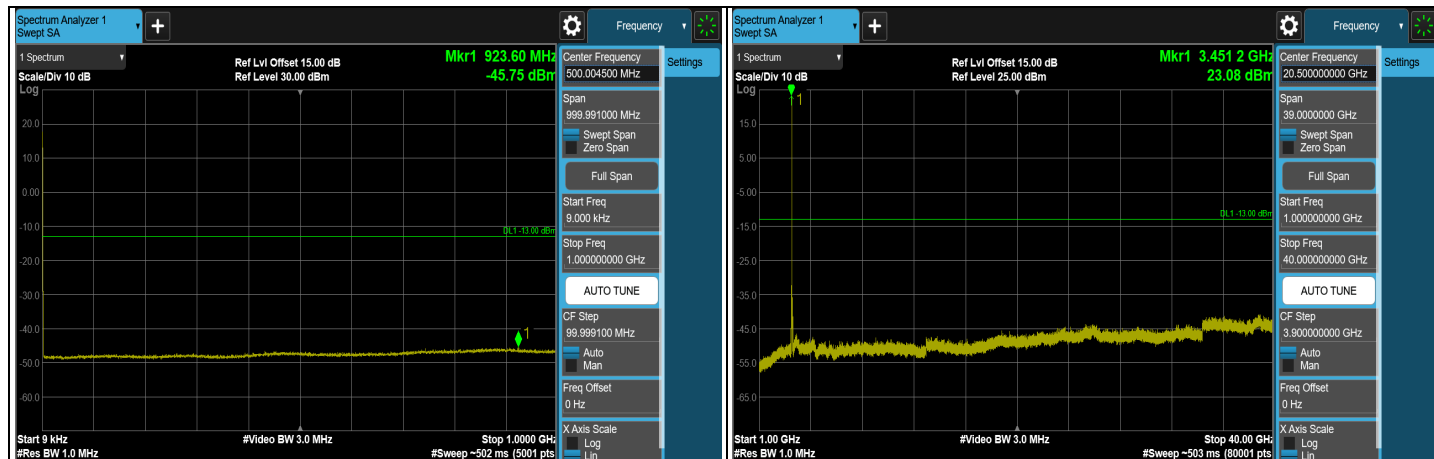 Spectrum Analyzer 1
Swept SA
+
Frequency
1 Spectrum
Scale/Div 10 dB
Log
Ref Lvl Offset 15.00 dB
Ref Level 30.00 dBm
Mkr1 923.60 MHz
-45.75 dBm
20.0
10.0
0.00
-10.0
-20.0
-30.0
-40.0
-50.0
-60.0
DL1 -13.00 dBm
1
Start 9 kHz
#Res BW 1.0 MHz
#Video BW 3.0 MHz
Stop 1.0000 GHz
#Sweep ~502 ms (5001 pts
Center Frequency
500.004500 MHz
Settings
Span
999.991000 MHz
Swept Span
Zero Span
Full Span
Start Freq
9.000 kHz
Stop Freq
1.000000000 GHz
AUTO TUNE
CF Step
99.999100 MHz
Auto
Man
Freq Offset
0 Hz
X Axis Scale
Log
Lin
Spectrum Analyzer 1
Swept SA
+
Frequency
1 Spectrum
Scale/Div 10 dB
Log
Ref Lvl Offset 15.00 dB
Ref Level 25.00 dBm
Mkr1 3.451 2 GHz
23.08 dBm
1
15.0
5.00
-5.00
-15.0
-25.0
-35.0
-45.0
-55.0
-65.0
DL1 -13.00 dBm
Start 1.00 GHz
#Res BW 1.0 MHz
#Video BW 3.0 MHz
Stop 40.00 GHz
#Sweep ~503 ms (80001 pts
Center Frequency
20.500000000 GHz
Settings
Span
39.0000000 GHz
Swept Span
Zero Span
Full Span
Start Freq
1.000000000 GHz
Stop Freq
40.000000000 GHz
AUTO TUNE
CF Step
3.900000000 GHz
Auto
Man
Freq Offset
0 Hz
X Axis Scale
Log
Lin